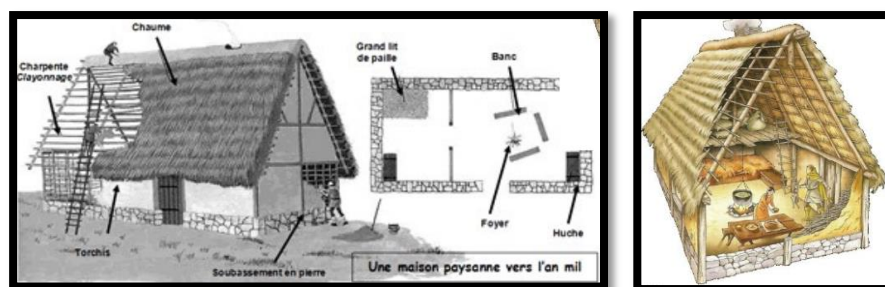 Chaume
Charpente
Clayonnage
Grand lit
de paille
Banc
Torchis
Soubassement en pierre
Foyer
Huche
Une maison paysanne vers l'an mil